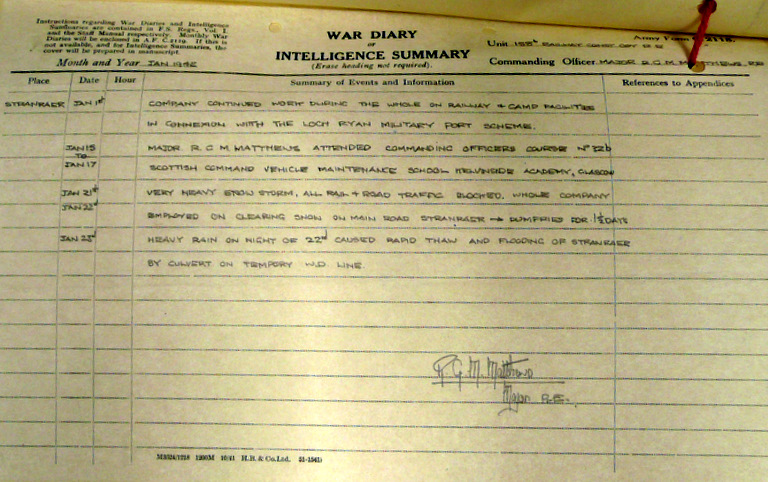 Instructions regarding War Diaries and Intelligence
Summaries are contained in F.S. Regs., Vol. I.
and the Staff Manual respectively. Monthly War
Diaries will be enclosed in A.F. C.2119. If this is
not available, and for Intelligence Summaries, the
cover will be prepared in manuscript.
WAR DIARY
OR
INTELLIGENCE SUMMARY
(Erase heading not required).
Army Form C.2118.
Unit 158th RAILWAY CONST. COY R E
Month and Year JAN 1942
Commanding Officer MAJOR R.G.M. MATTHEWS, RE
Place Date Hour Summary of Events and Information References to Appendices
STRANRAER JAN 1st COMPANY CONTINUED WORK DURING THE WHOLE ON RAILWAY & CAMP FACILITIES
IN CONNEXION WITH THE LOCH RYAN MILITARY PORT SCHEME.
JAN 15 MAJOR R G M MATTHEWS ATTENDED COMMANDING OFFICERS COURSE No 32b
TO
JAN 17 SCOTTISH COMMAND VEHICLE MAINTENANCE SCHOOL KELVINSIDE ACADEMY, GLASGOW
JAN 21st VERY HEAVY SNOW STORM, ALL RAIL & ROAD TRAFFIC BLOCKED. WHOLE COMPANY
JAN 22nd EMPLOYED ON CLEARING SNOW ON MAIN ROAD STRANRAER → DUMFRIES FOR 1½ DAYS
JAN 23rd HEAVY RAIN ON NIGHT OF 22nd CAUSED RAPID THAW AND FLOODING OF STRANRAER
BY CULVERT ON TEMPORY W.D. LINE.
R. G. M. Matthews
Major R.E.
1200M 10/41 H.B. & Co.Ltd. 51-1541